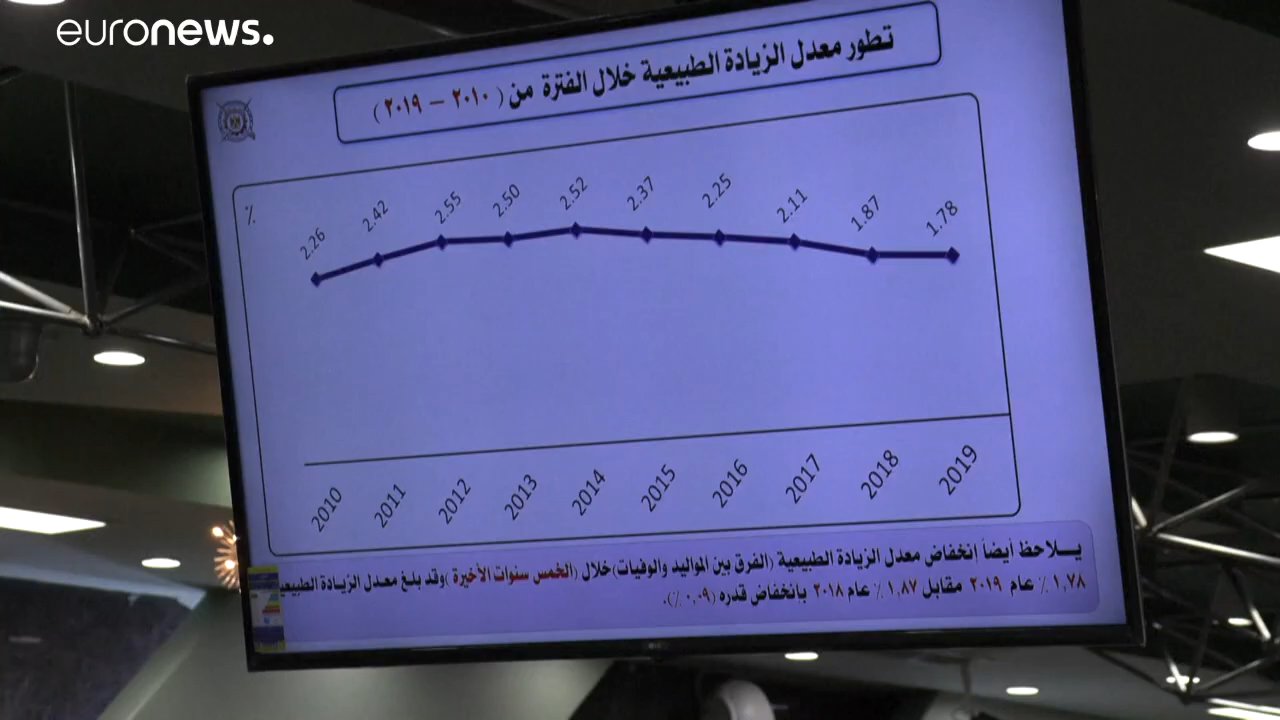 euronews.
تطور معدل الزيادة الطبيعية خلال الفترة من (٢٠١٠ – ٢٠١٩)
٪
2.26 2.42 2.55 2.50 2.52 2.37 2.25 2.11 1.87 1.78
2010 2011 2012 2013 2014 2015 2016 2017 2018 2019
يـــلاحظ أيضاً إنخفاض معدل الزيادة الطبيعية (الفرق بين المواليد والوفيات) خلال (الخمس سنوات الأخيرة) وقد بلغ معدل الزيادة الطبيعي
١,٧٨ ٪ عام ٢٠١٩ مقابل ١,٨٧ ٪ عام ٢٠١٨ بانخفاض قدره (٠,٠٩ ٪).